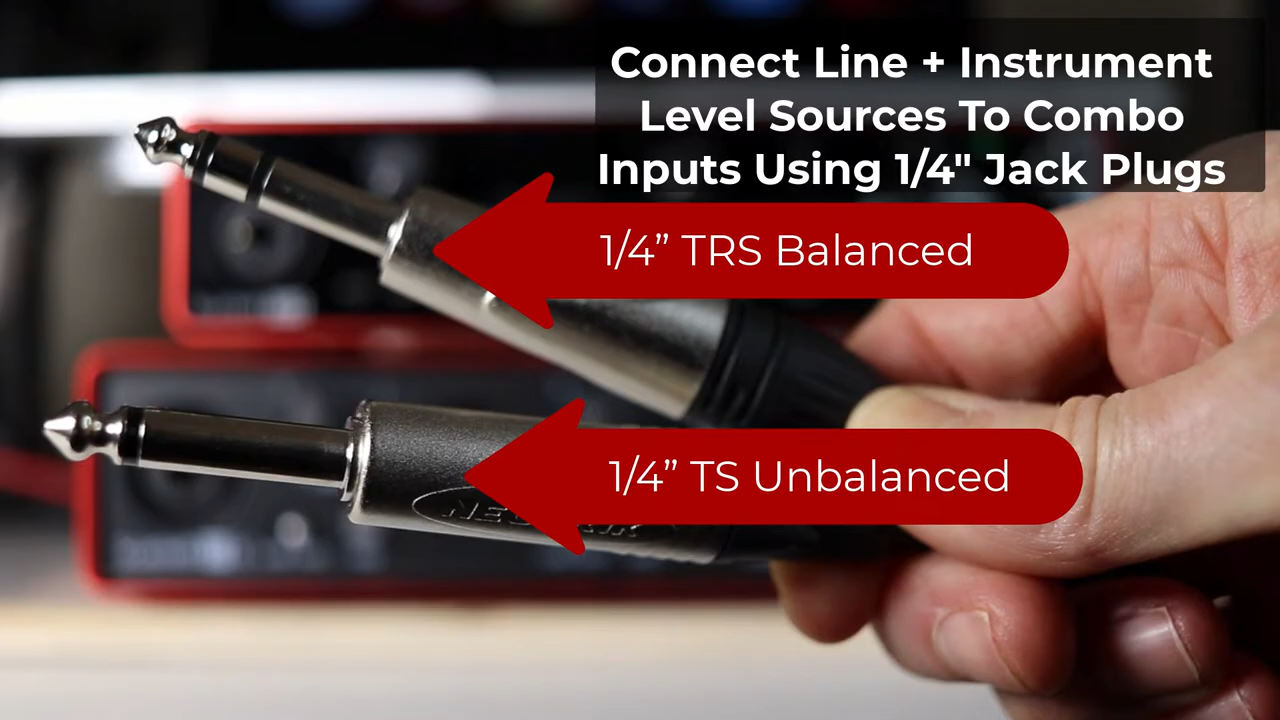 Connect Line + Instrument
Level Sources To Combo
Inputs Using 1/4" Jack Plugs
1/4” TRS Balanced
1/4” TS Unbalanced